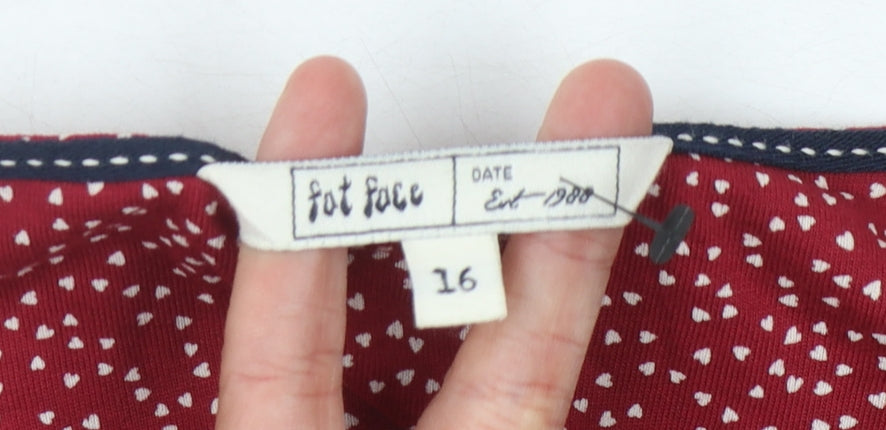 fat face
DATE
Est 1988
16